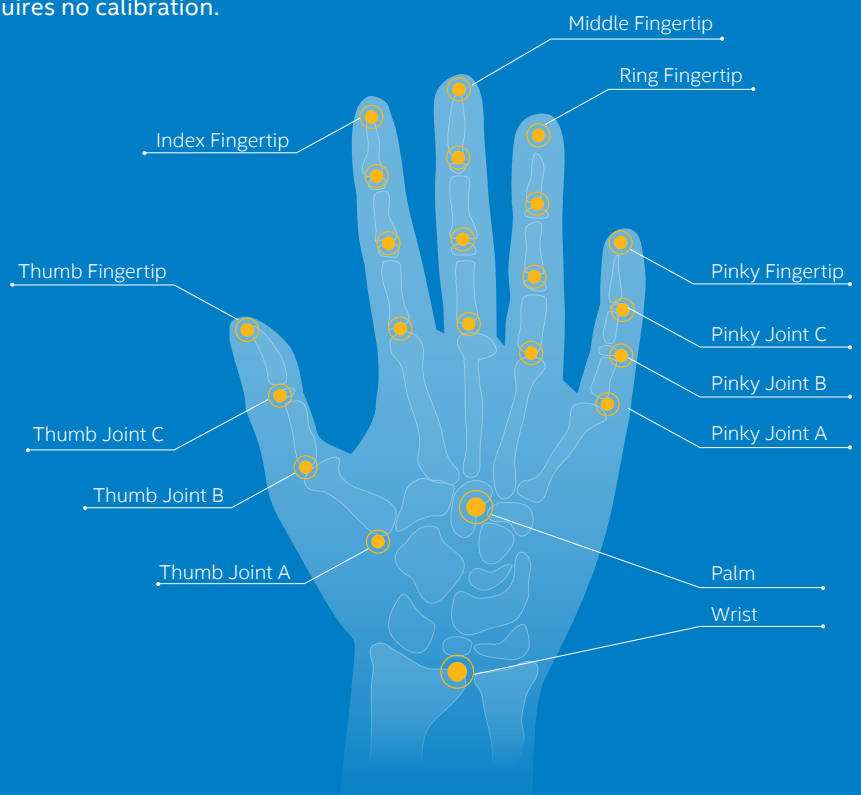 uires no calibration.
Middle Fingertip
Ring Fingertip
Index Fingertip
Thumb Fingertip
Pinky Fingertip
Pinky Joint C
Pinky Joint B
Pinky Joint A
Thumb Joint C
Thumb Joint B
Thumb Joint A
Palm
Wrist